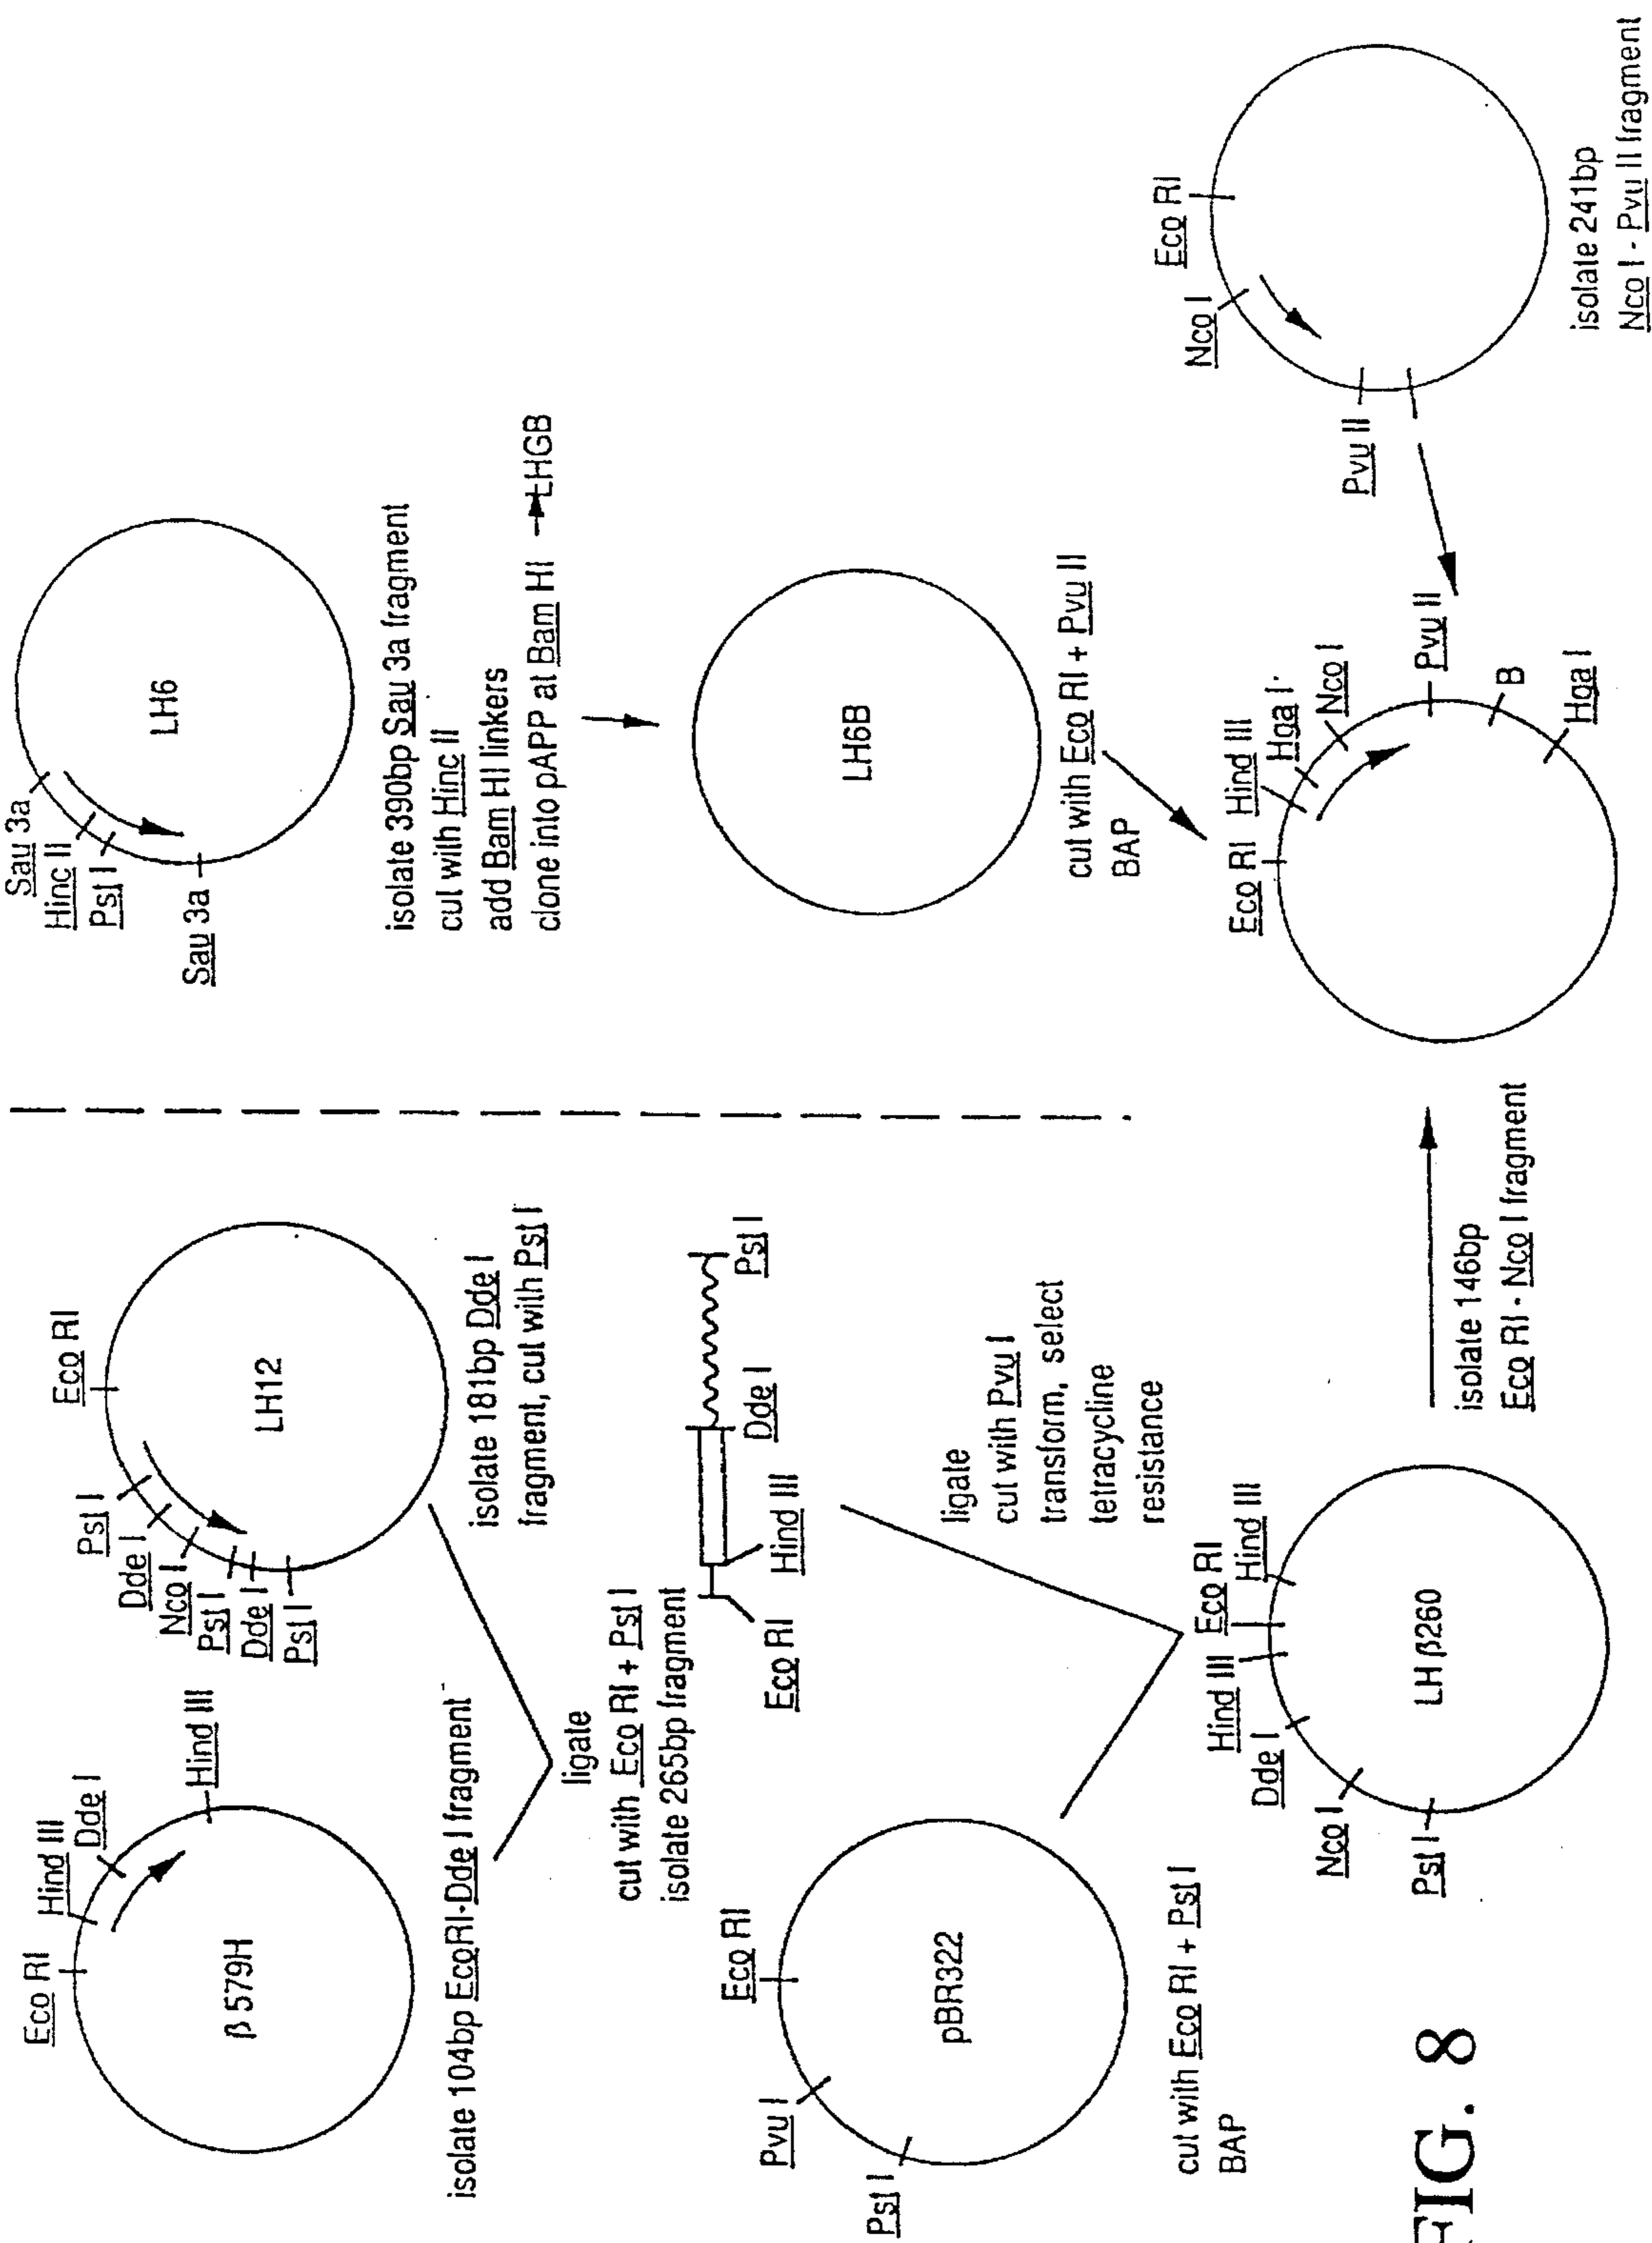 Eco RI
Hind III
Dde I
Hind III
β 579H
isolate 104bp EcoRI-Dde I fragment
Eco RI
Pst I
Dde I
Nco I
Pst I
Dde I
Pst I
LH12
isolate 181bp Dde I
fragment, cut with Pst I
ligate
cut with Eco RI + Pst I
isolate 265bp fragment
Eco RI
Hind III
Dde I
Pst I
Eco RI
Pvu I
Pst I
pBR322
cut with Eco RI + Pst I
BAP
ligate
cut with Pvu I
transform, select
tetracycline
resistance
Hind III
Eco RI
Hind III
Dde I
Nco I
Pst I
LH β260
isolate 146bp
Eco RI - Nco I fragment
Sau 3a
Hinc II
Pst I
Sau 3a
LH6
isolate 390bp Sau 3a fragment
cut with Hinc II
add Bam HI linkers
clone into pAPP at Bam HI → LHGB
LH6B
cut with Eco RI + Pvu II
BAP
Eco RI
Hind III
Hga I
Nco I
Pvu II
B
Hga I
Eco RI
Nco I
Pvu II
isolate 241bp
Nco I - Pvu II fragment
FIG. 8